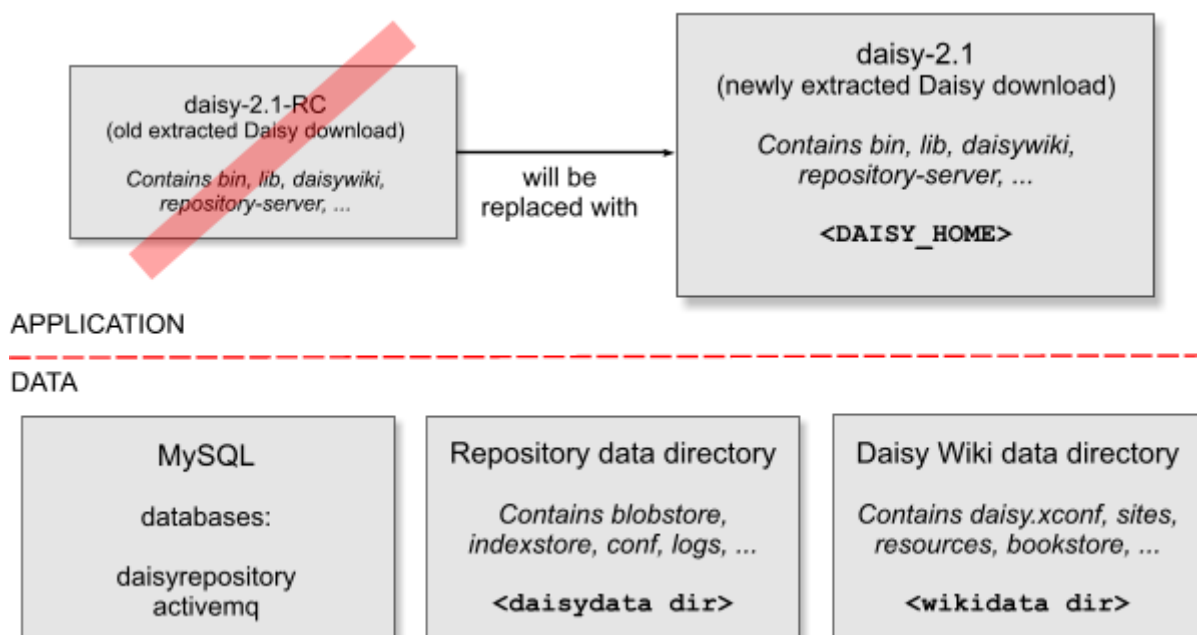 daisy-2.1-RC
(old extracted Daisy download)
Contains bin, lib, daisywiki,
repository-server, ...
will be
replaced with
daisy-2.1
(newly extracted Daisy download)
Contains bin, lib, daisywiki,
repository-server, ...
<DAISY_HOME>
APPLICATION
DATA
MySQL
databases:
daisyrepository
activemq
Repository data directory
Contains blobstore,
indexstore, conf, logs, ...
<daisydata dir>
Daisy Wiki data directory
Contains daisy.xconf, sites,
resources, bookstore, ...
<wikidata dir>